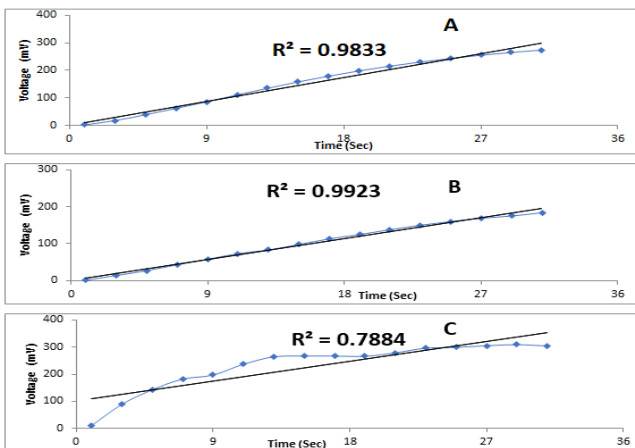 A
R² = 0.9833
Voltage (mV)
400
300
200
100
0
0 9 18 27 36
Time (Sec)
B
R² = 0.9923
Voltage (mV)
300
200
100
0
0 9 18 27 36
Time (Sec)
C
R² = 0.7884
Voltage (mV)
400
300
200
100
0
0 9 18 27 36
Time (Sec)